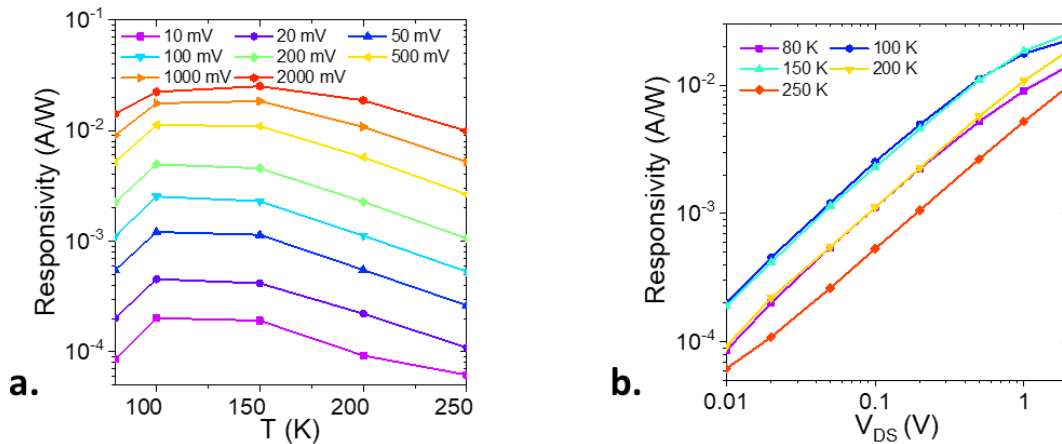 10⁻¹
10 mV 20 mV 50 mV
100 mV 200 mV 500 mV
1000 mV 2000 mV
10⁻²
10⁻³
10⁻⁴
Responsivity (A/W)
100 150 200 250
T (K)
a.
80 K 100 K
150 K 200 K
250 K
10⁻²
10⁻³
10⁻⁴
Responsivity (A/W)
0.01 0.1 1
V_DS (V)
b.